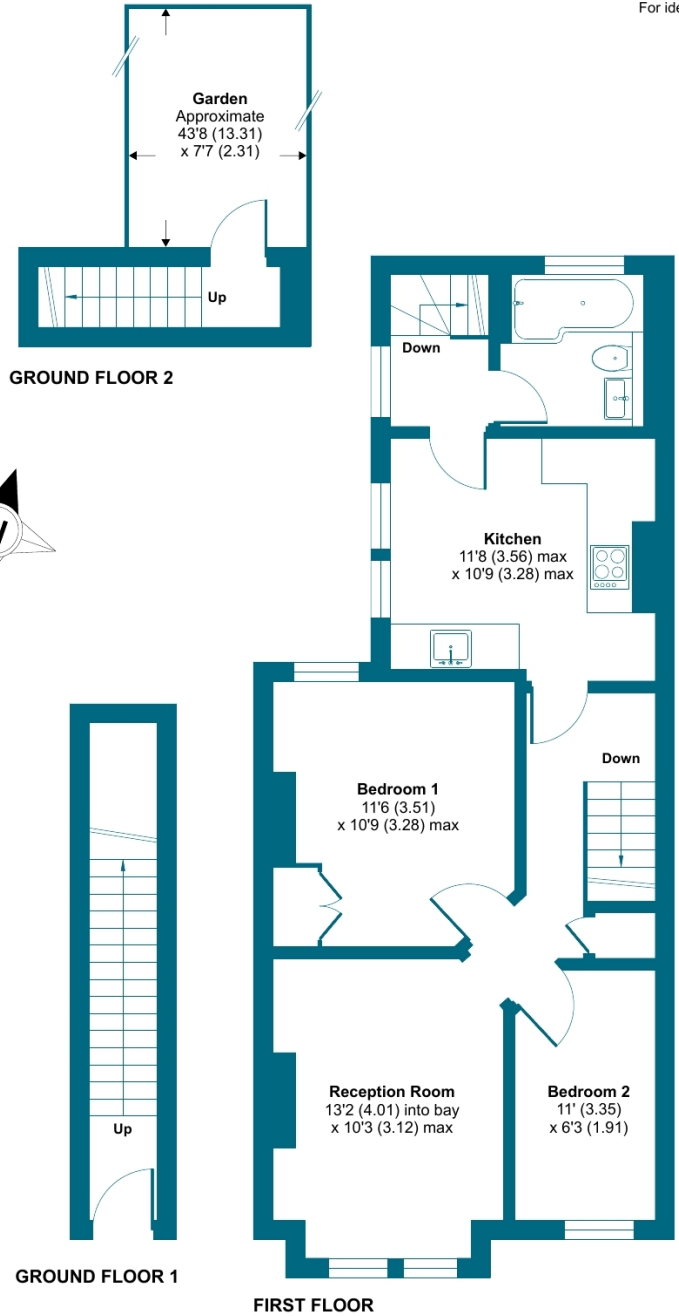 For ide
Garden
Approximate
43'8 (13.31)
x 7'7 (2.31)
Up
GROUND FLOOR 2
Down
Kitchen
11'8 (3.56) max
x 10'9 (3.28) max
Down
Bedroom 1
11'6 (3.51)
x 10'9 (3.28) max
Reception Room
13'2 (4.01) into bay
x 10'3 (3.12) max
Bedroom 2
11' (3.35)
x 6'3 (1.91)
Up
GROUND FLOOR 1
FIRST FLOOR